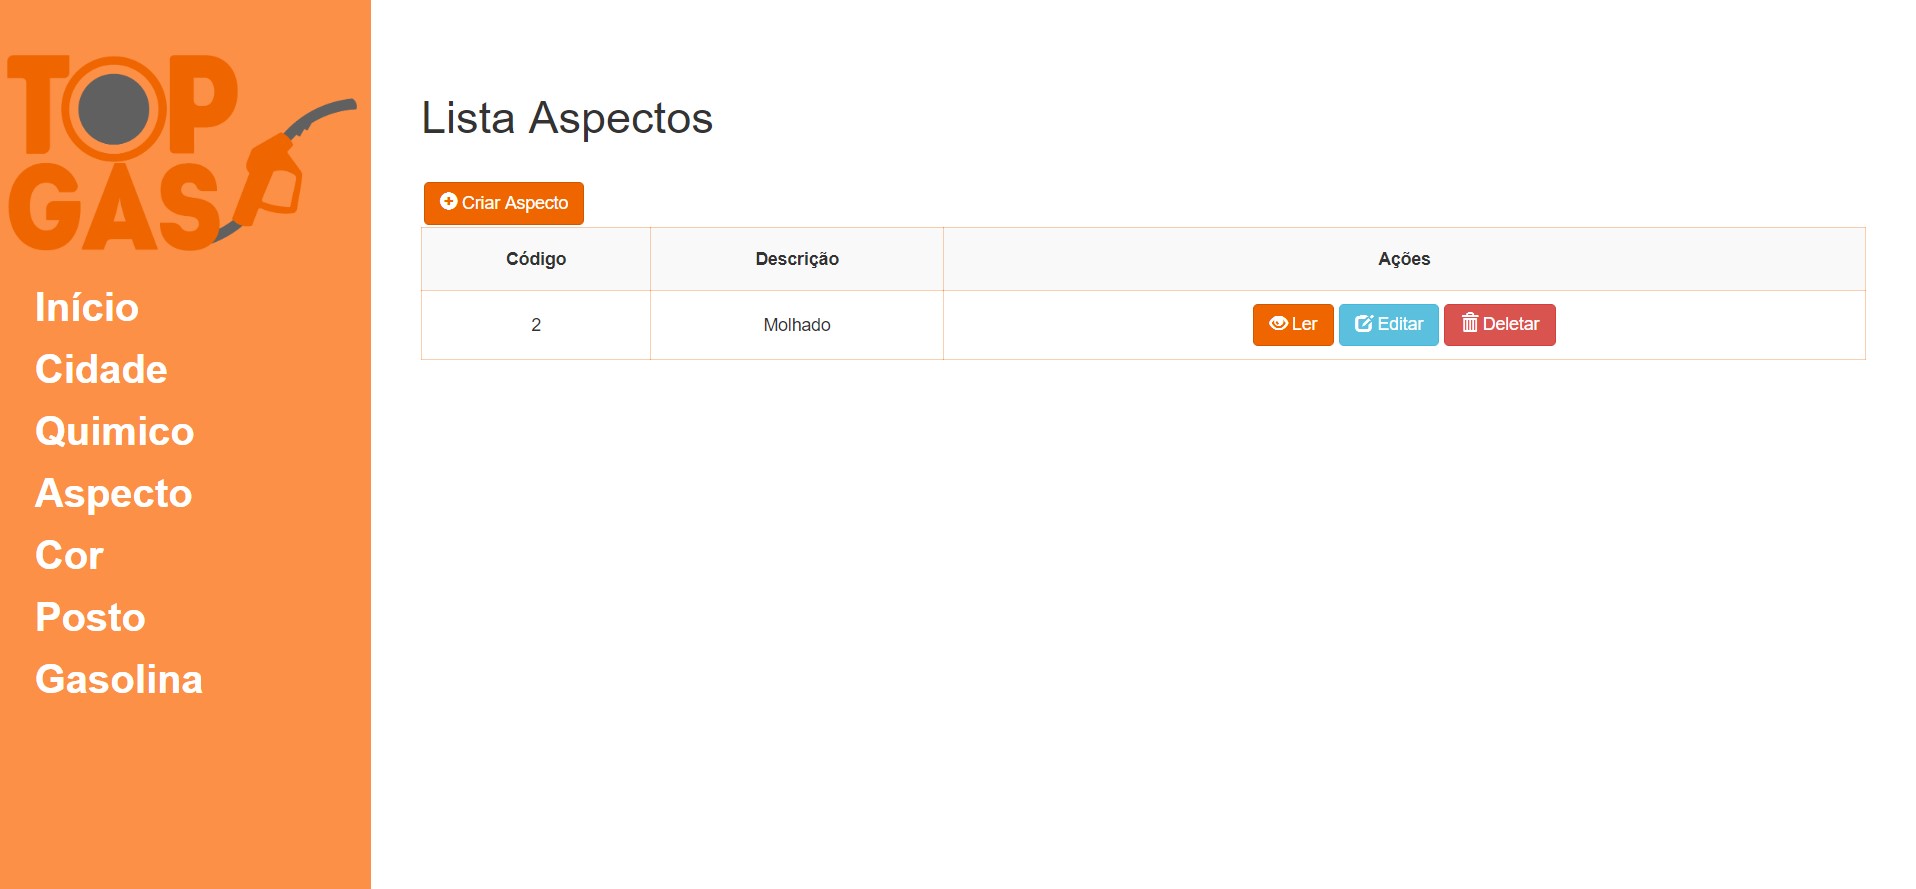 TOP
GAS
Início
Cidade
Quimico
Aspecto
Cor
Posto
Gasolina
Lista Aspectos
Criar Aspecto
Código Descrição Ações
2 Molhado Ler Editar Deletar